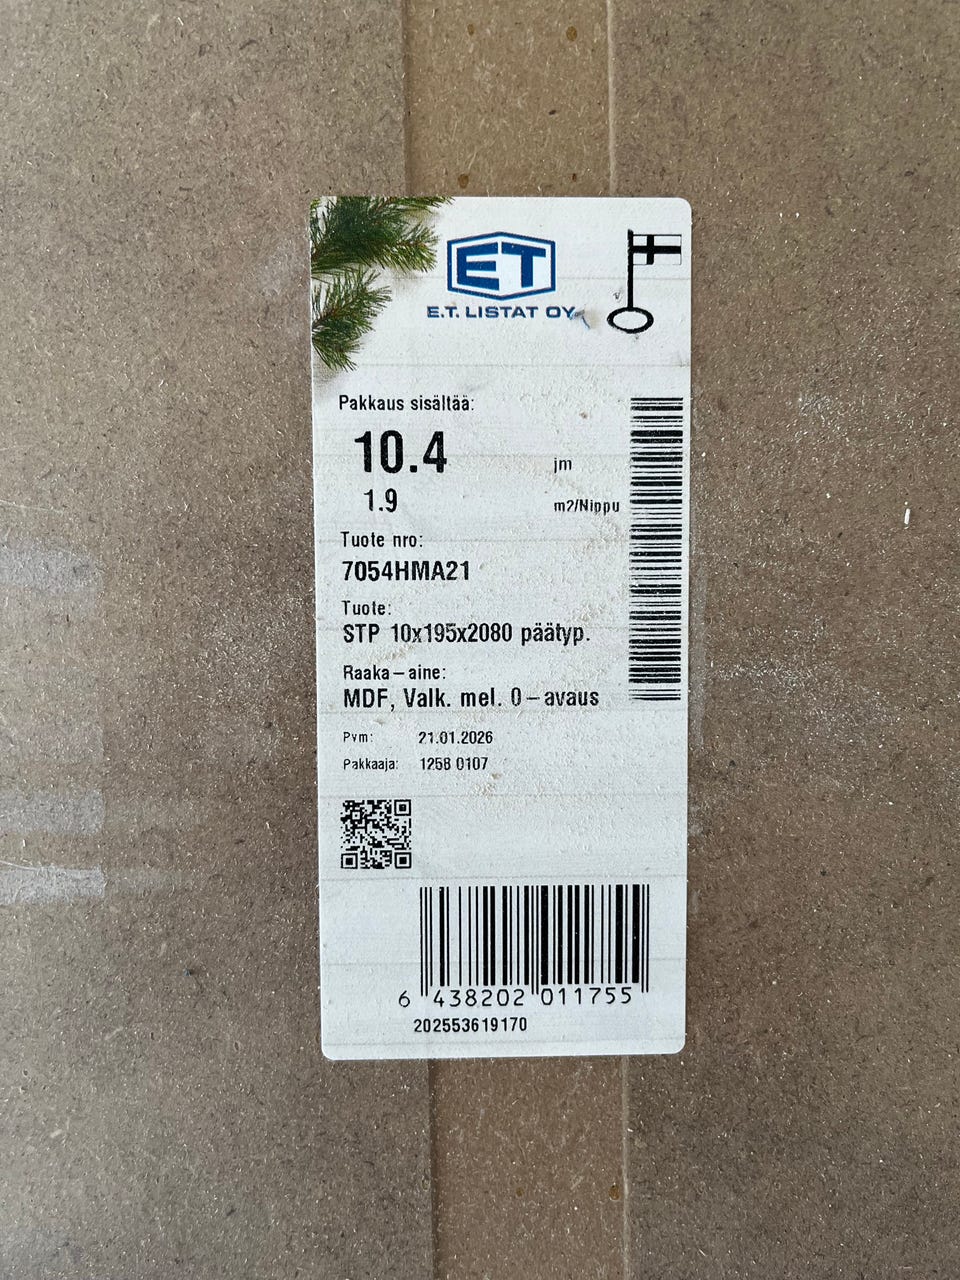 ET
E.T. LISTAT OY
Pakkaus sisältää:
10.4 jm
1.9 m2/Nippu
Tuote nro:
7054HMA21
Tuote:
STP 10x195x2080 päätyp.
Raaka-aine:
MDF, Valk. mel. 0-avaus
Pvm: 21.01.2026
Pakkaaja: 1258 0107
6 438202 011755
202553619170